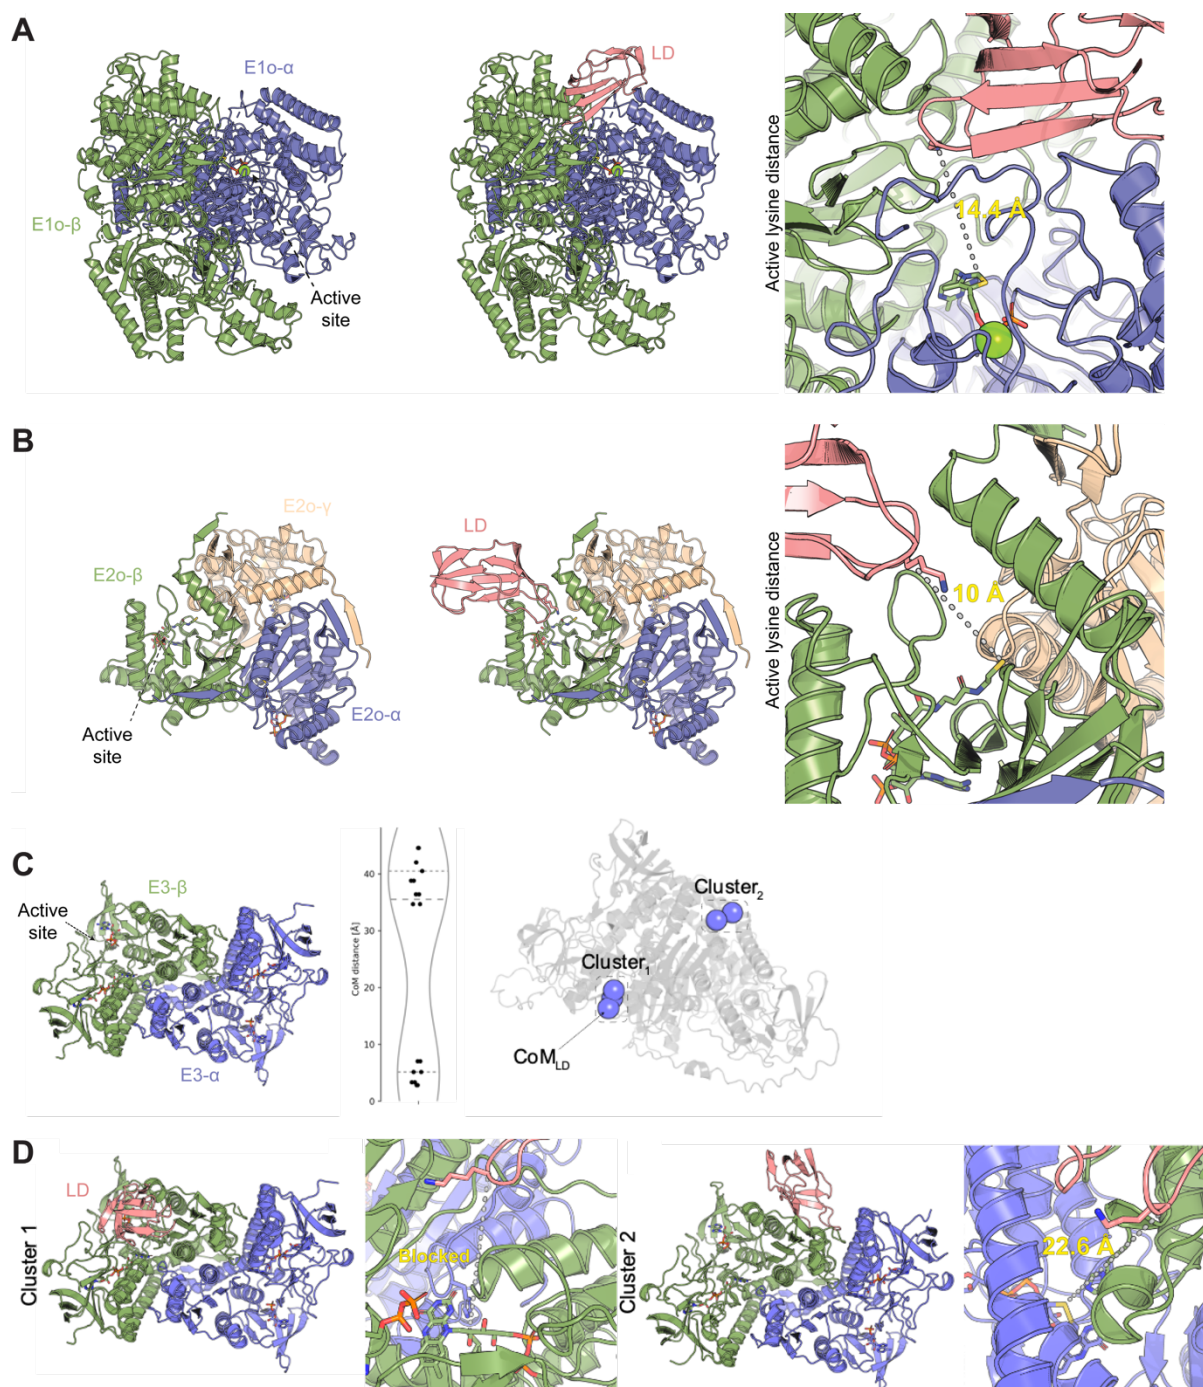 A
E1o-α
LD
E1o-β
Active
site
Active lysine distance
14.4 Å
B
E2o-γ
LD
E2o-β
E2o-α
Active
site
Active lysine distance
10 Å
C
E3-β
Active
site
E3-α
CoM distance [Å]
40
30
20
10
0
Cluster2
Cluster1
CoMLD
D
Cluster 1
LD
Blocked
Cluster 2
22.6 Å